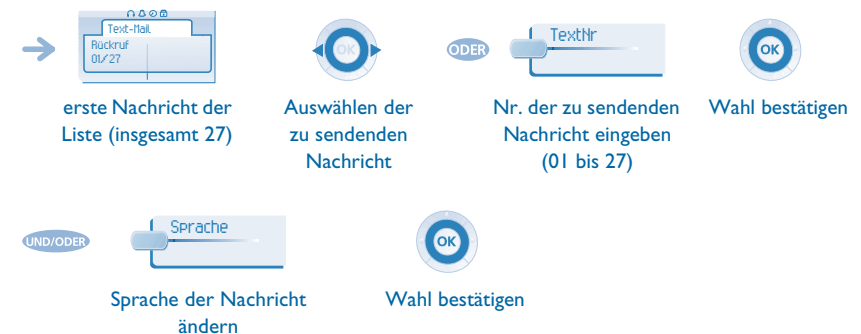 Text-Mail
Rückruf
01/27
OK
ODER
TextNr
OK
erste Nachricht der
Liste (insgesamt 27)
Auswählen der
zu sendenden
Nachricht
Nr. der zu sendenden
Nachricht eingeben
(01 bis 27)
Wahl bestätigen
UND/ODER
Sprache
OK
Sprache der Nachricht
ändern
Wahl bestätigen